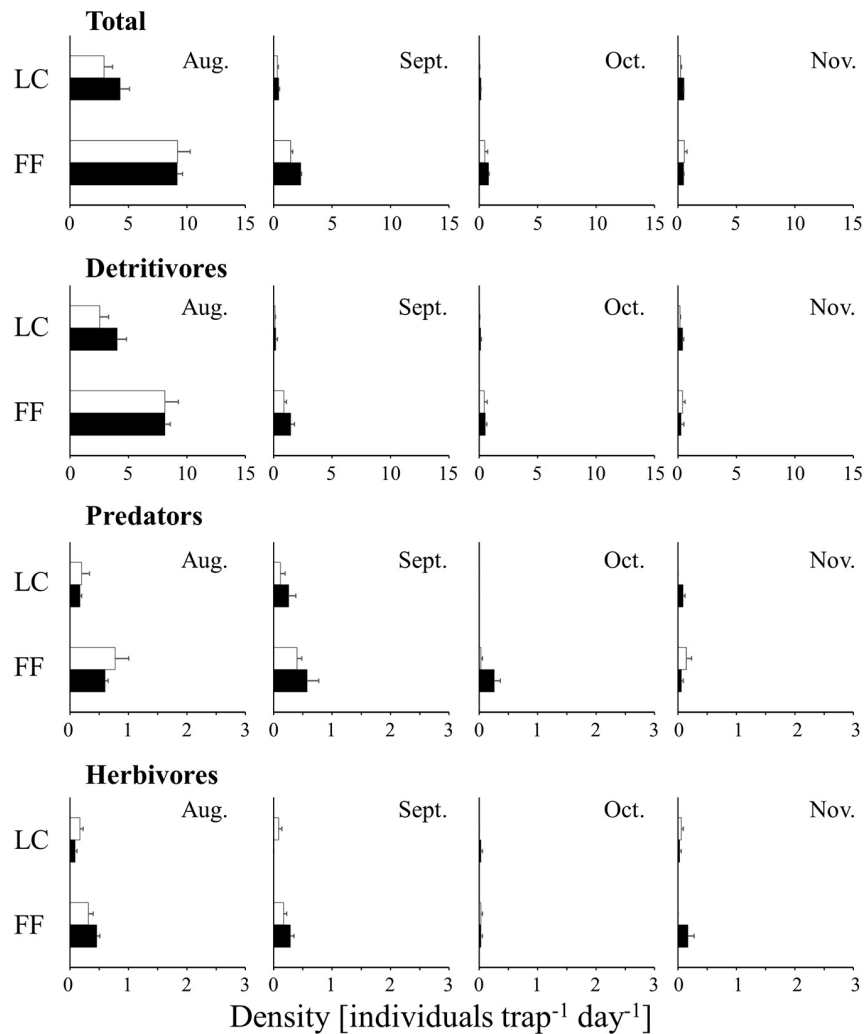 Total
LC Aug. Sept. Oct. Nov.
FF
0 5 10 15 0 5 10 15 0 5 10 15 0 5 10 15
Detritivores
LC Aug. Sept. Oct. Nov.
FF
0 5 10 15 0 5 10 15 0 5 10 15 0 5 10 15
Predators
LC Aug. Sept. Oct. Nov.
FF
0 1 2 3 0 1 2 3 0 1 2 3 0 1 2 3
Herbivores
LC Aug. Sept. Oct. Nov.
FF
0 1 2 3 0 1 2 3 0 1 2 3 0 1 2 3
Density [individuals trap⁻¹ day⁻¹]